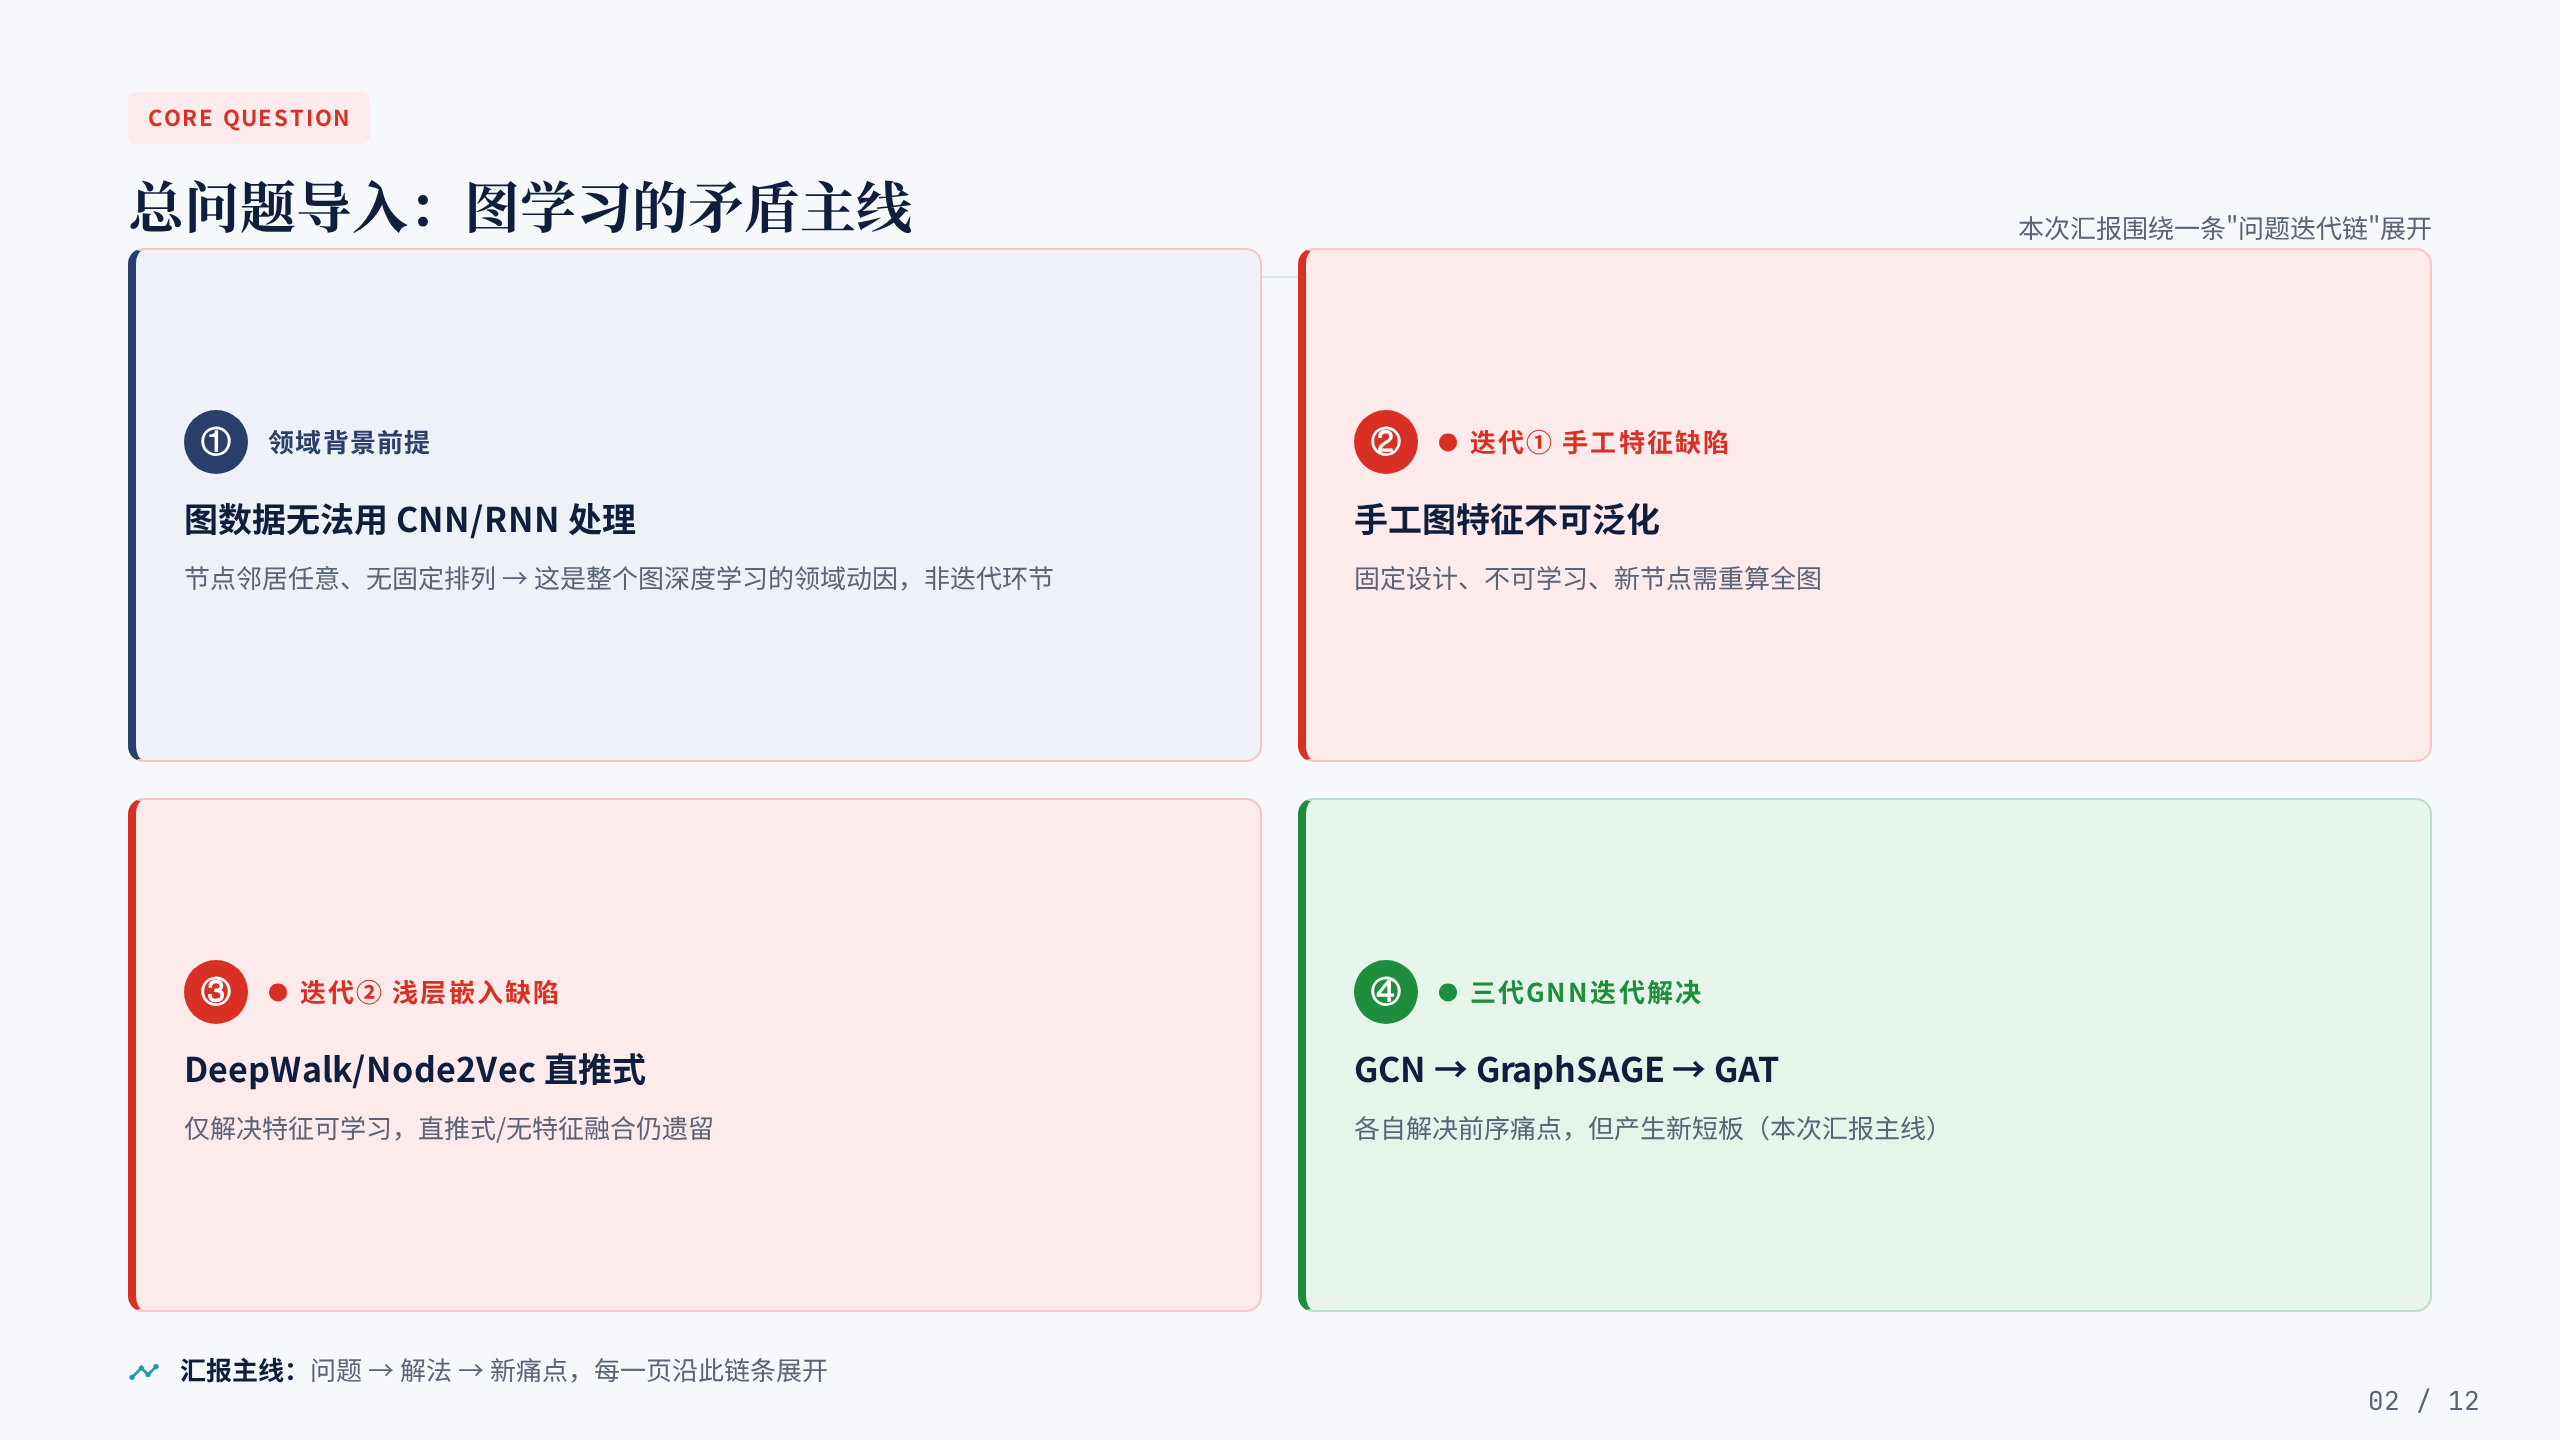 CORE QUESTION
总问题导入：图学习的矛盾主线
本次汇报围绕一条"问题迭代链"展开
① 领域背景前提
图数据无法用 CNN/RNN 处理
节点邻居任意、无固定排列 → 这是整个图深度学习的领域动因，非迭代环节
② ● 迭代① 手工特征缺陷
手工图特征不可泛化
固定设计、不可学习、新节点需重算全图
③ ● 迭代② 浅层嵌入缺陷
DeepWalk/Node2Vec 直推式
仅解决特征可学习，直推式/无特征融合仍遗留
④ ● 三代GNN迭代解决
GCN → GraphSAGE → GAT
各自解决前序痛点，但产生新短板（本次汇报主线）
汇报主线：问题 → 解法 → 新痛点，每一页沿此链条展开
02 / 12